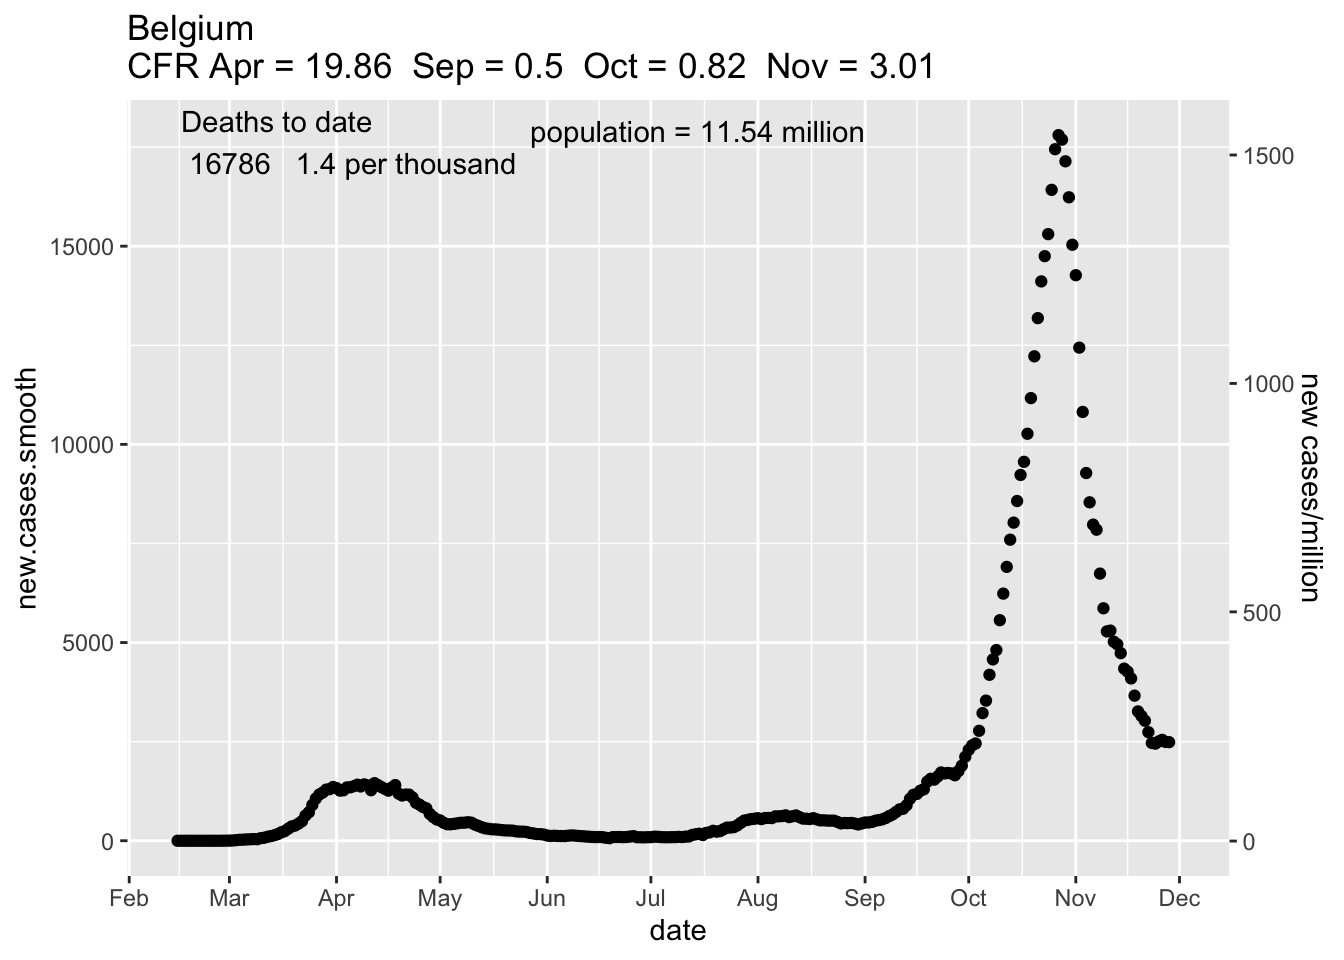 Belgium
CFR Apr = 19.86  Sep = 0.5  Oct = 0.82  Nov = 3.01
Deaths to date
population = 11.54 million
16786   1.4 per thousand
new.cases.smooth
15000
10000
5000
0
1500
1000
500
0
new cases/million
Feb Mar Apr May Jun Jul Aug Sep Oct Nov Dec
date